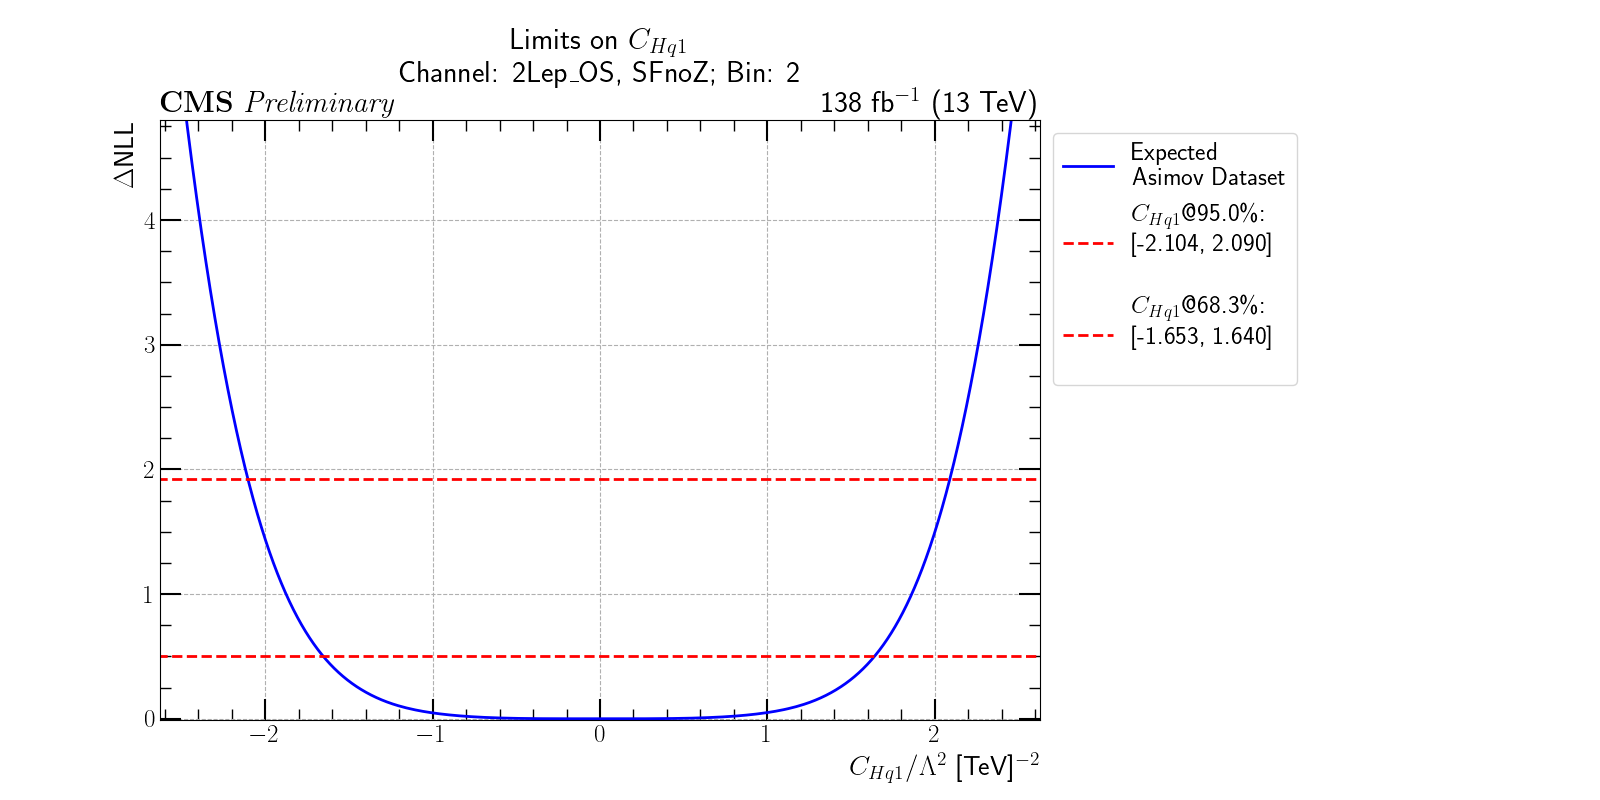 Limits on C_{Hq1}
Channel: 2Lep_OS, SFnoZ; Bin: 2
CMS Preliminary
138 fb^{-1} (13 TeV)
ΔNLL
4
3
2
1
0
−2
−1
0
1
2
C_{Hq1}/Λ^2 [TeV]^{-2}
Expected
Asimov Dataset
C_{Hq1}@95.0%:
[-2.104, 2.090]
C_{Hq1}@68.3%:
[-1.653, 1.640]